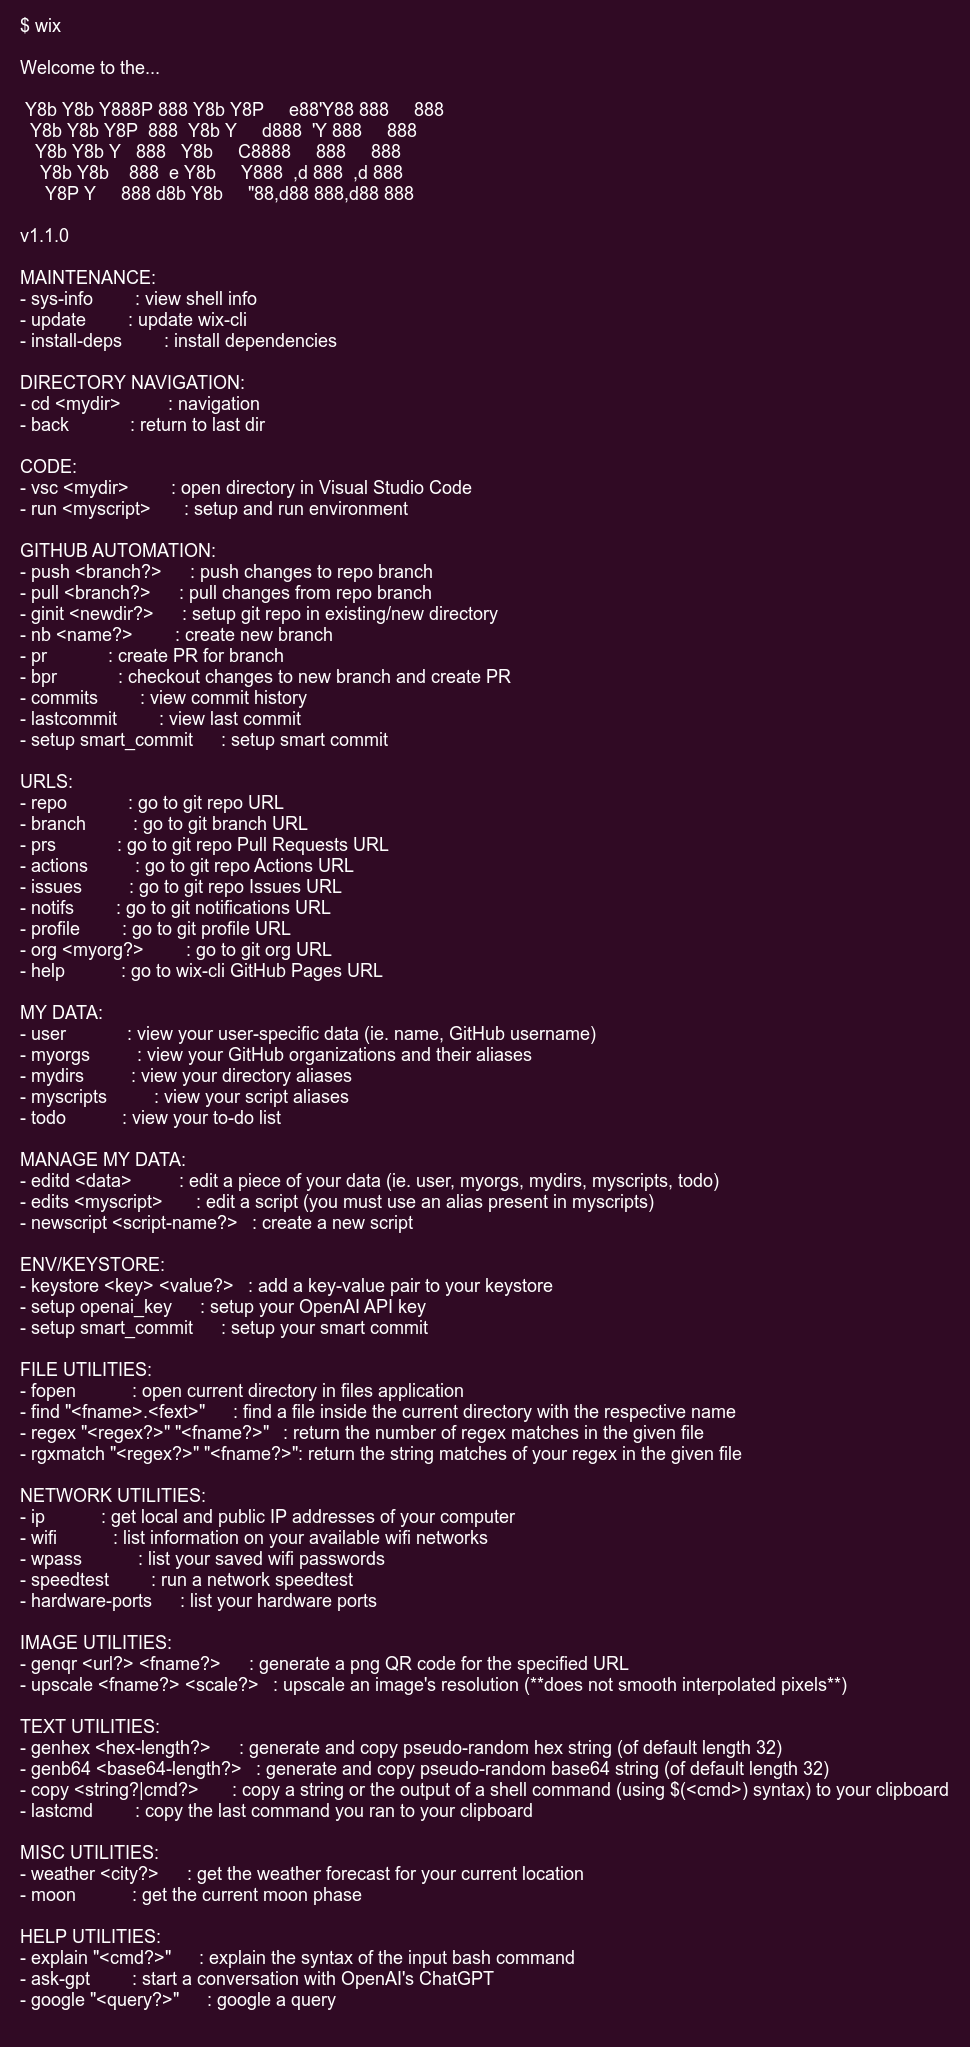 $ wix

Welcome to the...

 Y8b Y8b Y888P 888 Y8b Y8P     e88'Y88 888     888
  Y8b Y8b Y8P  888  Y8b Y     d888  'Y 888     888
   Y8b Y8b Y   888   Y8b     C8888     888     888
    Y8b Y8b    888  e Y8b     Y888  ,d 888  ,d 888
     Y8P Y     888 d8b Y8b     "88,d88 888,d88 888

v1.1.0

MAINTENANCE:
- sys-info : view shell info
- update : update wix-cli
- install-deps : install dependencies

DIRECTORY NAVIGATION:
- cd <mydir> : navigation
- back : return to last dir

CODE:
- vsc <mydir> : open directory in Visual Studio Code
- run <myscript> : setup and run environment

GITHUB AUTOMATION:
- push <branch?> : push changes to repo branch
- pull <branch?> : pull changes from repo branch
- ginit <newdir?> : setup git repo in existing/new directory
- nb <name?> : create new branch
- pr : create PR for branch
- bpr : checkout changes to new branch and create PR
- commits : view commit history
- lastcommit : view last commit
- setup smart_commit : setup smart commit

URLS:
- repo : go to git repo URL
- branch : go to git branch URL
- prs : go to git repo Pull Requests URL
- actions : go to git repo Actions URL
- issues : go to git repo Issues URL
- notifs : go to git notifications URL
- profile : go to git profile URL
- org <myorg?> : go to git org URL
- help : go to wix-cli GitHub Pages URL

MY DATA:
- user : view your user-specific data (ie. name, GitHub username)
- myorgs : view your GitHub organizations and their aliases
- mydirs : view your directory aliases
- myscripts : view your script aliases
- todo : view your to-do list

MANAGE MY DATA:
- editd <data> : edit a piece of your data (ie. user, myorgs, mydirs, myscripts, todo)
- edits <myscript> : edit a script (you must use an alias present in myscripts)
- newscript <script-name?> : create a new script

ENV/KEYSTORE:
- keystore <key> <value?> : add a key-value pair to your keystore
- setup openai_key : setup your OpenAI API key
- setup smart_commit : setup your smart commit

FILE UTILITIES:
- fopen : open current directory in files application
- find "<fname>.<fext>" : find a file inside the current directory with the respective name
- regex "<regex?>" "<fname?>" : return the number of regex matches in the given file
- rgxmatch "<regex?>" "<fname?>": return the string matches of your regex in the given file

NETWORK UTILITIES:
- ip : get local and public IP addresses of your computer
- wifi : list information on your available wifi networks
- wpass : list your saved wifi passwords
- speedtest : run a network speedtest
- hardware-ports : list your hardware ports

IMAGE UTILITIES:
- genqr <url?> <fname?> : generate a png QR code for the specified URL
- upscale <fname?> <scale?> : upscale an image's resolution (**does not smooth interpolated pixels**)

TEXT UTILITIES:
- genhex <hex-length?> : generate and copy pseudo-random hex string (of default length 32)
- genb64 <base64-length?> : generate and copy pseudo-random base64 string (of default length 32)
- copy <string?|cmd?> : copy a string or the output of a shell command (using $(<cmd>) syntax) to your clipboard
- lastcmd : copy the last command you ran to your clipboard

MISC UTILITIES:
- weather <city?> : get the weather forecast for your current location
- moon : get the current moon phase

HELP UTILITIES:
- explain "<cmd?>" : explain the syntax of the input bash command
- ask-gpt : start a conversation with OpenAI's ChatGPT
- google "<query?>" : google a query